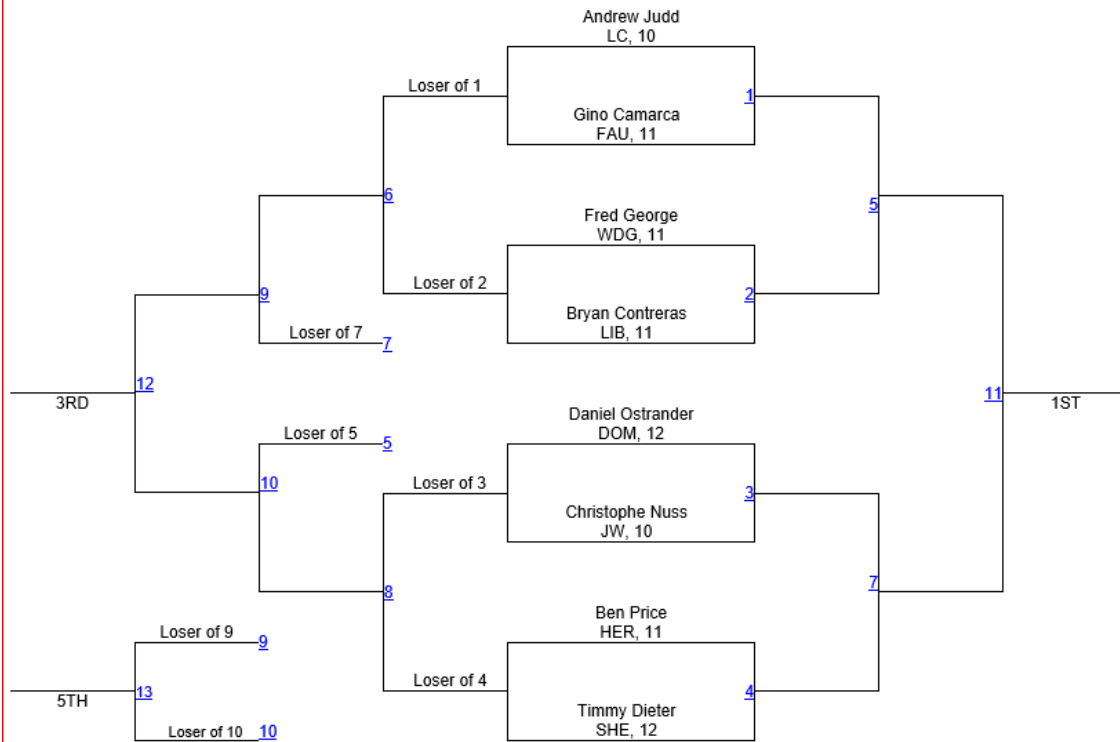 Andrew Judd
LC, 10
Loser of 1
1
Gino Camarca
FAU, 11
6
5
Fred George
WDG, 11
Loser of 2
2
9
Bryan Contreras
LIB, 11
Loser of 7
7
12
11
3RD
1ST
Daniel Ostrander
DOM, 12
Loser of 5
5
10
Loser of 3
3
Christophe Nuss
JW, 10
8
7
Ben Price
HER, 11
Loser of 9
9
Loser of 4
4
13
5TH
Timmy Dieter
SHE, 12
Loser of 10
10